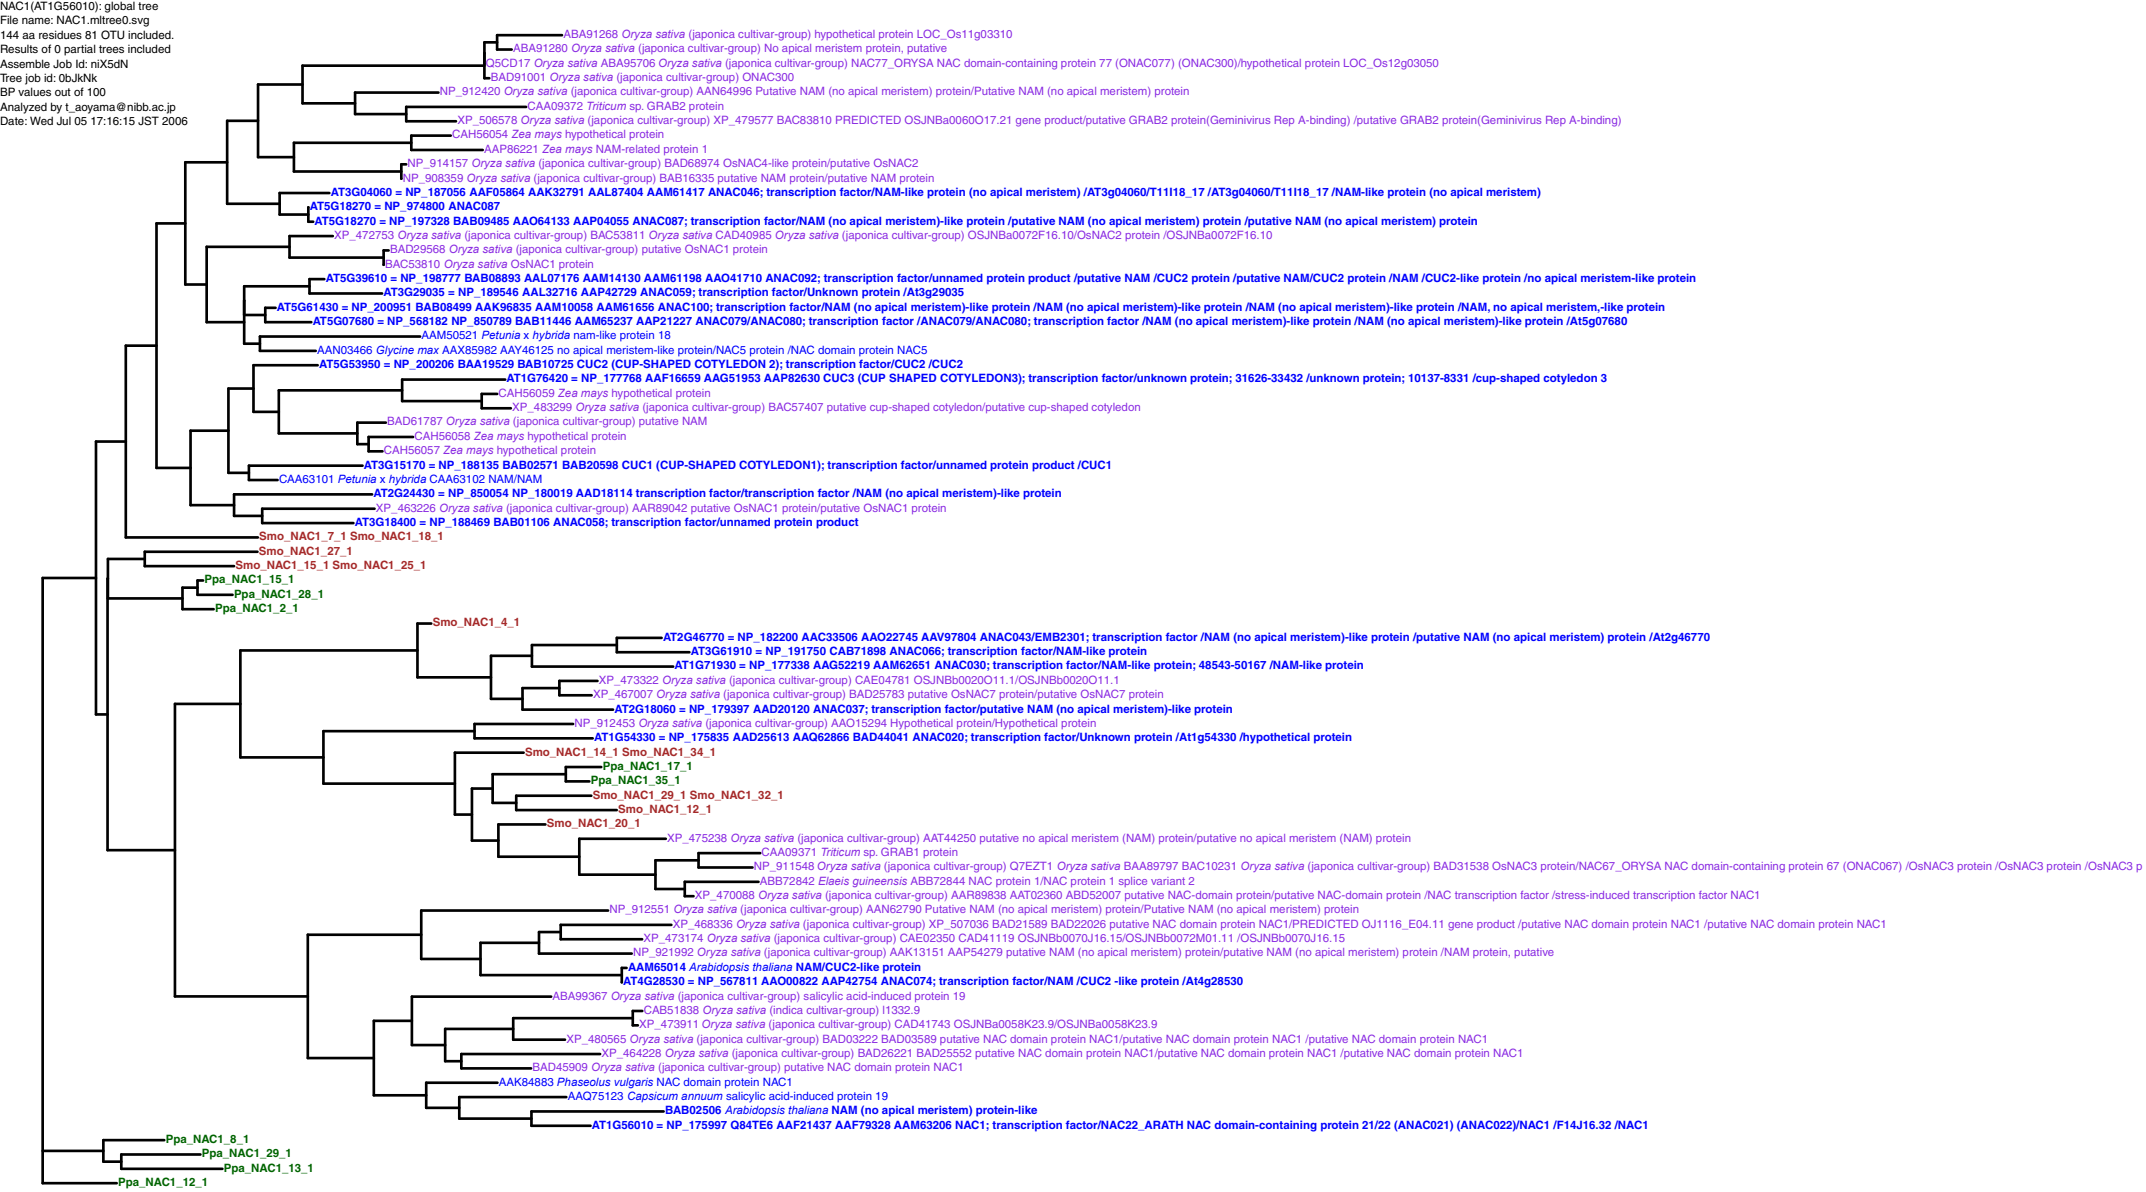 NAC1(AT1G56010): global tree
File name: NAC1.mltree0.svg
144 aa residues 81 OTU included.
Results of 0 partial trees included
Assemble Job Id: niX5dN
Tree job id: 0bJkNk
BP values out of 100
Analyzed by t_aoyama@nibb.ac.jp
Date: Wed Jul 05 17:16:15 JST 2006
ABA91268 Oryza sativa (japonica cultivar-group) hypothetical protein LOC_Os11g03310
ABA91280 Oryza sativa (japonica cultivar-group) No apical meristem protein, putative
Q5CD17 Oryza sativa ABA95706 Oryza sativa (japonica cultivar-group) NAC77_ORYSA NAC domain-containing protein 77 (ONAC077) (ONAC300)/hypothetical protein LOC_Os12g03050
BAD91001 Oryza sativa (japonica cultivar-group) ONAC300
NP_912420 Oryza sativa (japonica cultivar-group) AAN64996 Putative NAM (no apical meristem) protein/Putative NAM (no apical meristem) protein
CAA09372 Triticum sp. GRAB2 protein
XP_506578 Oryza sativa (japonica cultivar-group) XP_479577 BAC83810 PREDICTED OSJNBa0060O17.21 gene product/putative GRAB2 protein(Geminivirus Rep A-binding) /putative GRAB2 protein(Geminivirus Rep A-binding)
CAH56054 Zea mays hypothetical protein
AAP86221 Zea mays NAM-related protein 1
NP_914157 Oryza sativa (japonica cultivar-group) BAD68974 OsNAC4-like protein/putative OsNAC2
NP_908359 Oryza sativa (japonica cultivar-group) BAB16335 putative NAM protein/putative NAM protein
AT3G04060 = NP_187056 AAF05864 AAK32791 AAL87404 AAM61417 ANAC046; transcription factor/NAM-like protein (no apical meristem) /AT3g04060/T11I18_17 /AT3g04060/T11I18_17 /NAM-like protein (no apical meristem)
AT5G18270 = NP_974800 ANAC087
AT5G18270 = NP_197328 BAB09485 AAO64133 AAP04055 ANAC087; transcription factor/NAM (no apical meristem)-like protein /putative NAM (no apical meristem) protein /putative NAM (no apical meristem) protein
XP_472753 Oryza sativa (japonica cultivar-group) BAC53811 Oryza sativa CAD40985 Oryza sativa (japonica cultivar-group) OSJNBa0072F16.10/OsNAC2 protein /OSJNBa0072F16.10
BAD29568 Oryza sativa (japonica cultivar-group) putative OsNAC1 protein
BAC53810 Oryza sativa OsNAC1 protein
AT5G39610 = NP_198777 BAB08893 AAL07176 AAM14130 AAM61198 AAO41710 ANAC092; transcription factor/unnamed protein product /putative NAM /CUC2 protein /putative NAM/CUC2 protein /NAM /CUC2-like protein /no apical meristem-like protein
AT3G29035 = NP_189546 AAL32716 AAP42729 ANAC059; transcription factor/Unknown protein /At3g29035
AT5G61430 = NP_200951 BAB08499 AAK96835 AAM10058 AAM61656 ANAC100; transcription factor/NAM (no apical meristem)-like protein /NAM (no apical meristem)-like protein /NAM (no apical meristem)-like protein /NAM, no apical meristem,-like protein
AT5G07680 = NP_568182 NP_850789 BAB11446 AAM65237 AAP21227 ANAC079/ANAC080; transcription factor /ANAC079/ANAC080; transcription factor /NAM (no apical meristem)-like protein /NAM (no apical meristem)-like protein /At5g07680
AAM50521 Petunia x hybrida nam-like protein 18
AAN03466 Glycine max AAX85982 AAY46125 no apical meristem-like protein/NAC5 protein /NAC domain protein NAC5
AT5G53950 = NP_200206 BAA19529 BAB10725 CUC2 (CUP-SHAPED COTYLEDON 2); transcription factor/CUC2 /CUC2
AT1G76420 = NP_177768 AAF16659 AAG51953 AAP82630 CUC3 (CUP SHAPED COTYLEDON3); transcription factor/unknown protein; 31626-33432 /unknown protein; 10137-8331 /cup-shaped cotyledon 3
CAH56059 Zea mays hypothetical protein
XP_483299 Oryza sativa (japonica cultivar-group) BAC57407 putative cup-shaped cotyledon/putative cup-shaped cotyledon
BAD61787 Oryza sativa (japonica cultivar-group) putative NAM
CAH56058 Zea mays hypothetical protein
CAH56057 Zea mays hypothetical protein
AT3G15170 = NP_188135 BAB02571 BAB20598 CUC1 (CUP-SHAPED COTYLEDON1); transcription factor/unnamed protein product /CUC1
CAA63101 Petunia x hybrida CAA63102 NAM/NAM
AT2G24430 = NP_850054 NP_180019 AAD18114 transcription factor/transcription factor /NAM (no apical meristem)-like protein
XP_463226 Oryza sativa (japonica cultivar-group) AAR89042 putative OsNAC1 protein/putative OsNAC1 protein
AT3G18400 = NP_188469 BAB01106 ANAC058; transcription factor/unnamed protein product
Smo_NAC1_7_1 Smo_NAC1_18_1
Smo_NAC1_27_1
Smo_NAC1_15_1 Smo_NAC1_25_1
Ppa_NAC1_15_1
Ppa_NAC1_28_1
Ppa_NAC1_2_1
Smo_NAC1_4_1
AT2G46770 = NP_182200 AAC33506 AAO22745 AAV97804 ANAC043/EMB2301; transcription factor /NAM (no apical meristem)-like protein /putative NAM (no apical meristem) protein /At2g46770
AT3G61910 = NP_191750 CAB71898 ANAC066; transcription factor/NAM-like protein
AT1G71930 = NP_177338 AAG52219 AAM62651 ANAC030; transcription factor/NAM-like protein; 48543-50167 /NAM-like protein
XP_473322 Oryza sativa (japonica cultivar-group) CAE04781 OSJNBb0020O11.1/OSJNBb0020O11.1
XP_467007 Oryza sativa (japonica cultivar-group) BAD25783 putative OsNAC7 protein/putative OsNAC7 protein
AT2G18060 = NP_179397 AAD20120 ANAC037; transcription factor/putative NAM (no apical meristem)-like protein
NP_912453 Oryza sativa (japonica cultivar-group) AAO15294 Hypothetical protein/Hypothetical protein
AT1G54330 = NP_175835 AAD25613 AAQ62866 BAD44041 ANAC020; transcription factor/Unknown protein /At1g54330 /hypothetical protein
Smo_NAC1_14_1 Smo_NAC1_34_1
Ppa_NAC1_17_1
Ppa_NAC1_35_1
Smo_NAC1_29_1 Smo_NAC1_32_1
Smo_NAC1_12_1
Smo_NAC1_20_1
XP_475238 Oryza sativa (japonica cultivar-group) AAT44250 putative no apical meristem (NAM) protein/putative no apical meristem (NAM) protein
CAA09371 Triticum sp. GRAB1 protein
NP_911548 Oryza sativa (japonica cultivar-group) Q7EZT1 Oryza sativa BAA89797 BAC10231 Oryza sativa (japonica cultivar-group) BAD31538 OsNAC3 protein/NAC67_ORYSA NAC domain-containing protein 67 (ONAC067) /OsNAC3 protein /OsNAC3 protein /OsNAC3 p
ABB72842 Elaeis guineensis ABB72844 NAC protein 1/NAC protein 1 splice variant 2
XP_470088 Oryza sativa (japonica cultivar-group) AAR89838 AAT02360 ABD52007 putative NAC-domain protein/putative NAC-domain protein /NAC transcription factor /stress-induced transcription factor NAC1
NP_912551 Oryza sativa (japonica cultivar-group) AAN62790 Putative NAM (no apical meristem) protein/Putative NAM (no apical meristem) protein
XP_468336 Oryza sativa (japonica cultivar-group) XP_507036 BAD21589 BAD22026 putative NAC domain protein NAC1/PREDICTED OJ1116_E04.11 gene product /putative NAC domain protein NAC1 /putative NAC domain protein NAC1
XP_473174 Oryza sativa (japonica cultivar-group) CAE02350 CAD41119 OSJNBb0070J16.15/OSJNBb0072M01.11 /OSJNBb0070J16.15
NP_921992 Oryza sativa (japonica cultivar-group) AAK13151 AAP54279 putative NAM (no apical meristem) protein/putative NAM (no apical meristem) protein /NAM protein, putative
AAM65014 Arabidopsis thaliana NAM/CUC2-like protein
AT4G28530 = NP_567811 AAO00822 AAP42754 ANAC074; transcription factor/NAM /CUC2 -like protein /At4g28530
ABA99367 Oryza sativa (japonica cultivar-group) salicylic acid-induced protein 19
CAB51838 Oryza sativa (indica cultivar-group) l1332.9
XP_473911 Oryza sativa (japonica cultivar-group) CAD41743 OSJNBa0058K23.9/OSJNBa0058K23.9
XP_480565 Oryza sativa (japonica cultivar-group) BAD03222 BAD03589 putative NAC domain protein NAC1/putative NAC domain protein NAC1 /putative NAC domain protein NAC1
XP_464228 Oryza sativa (japonica cultivar-group) BAD26221 BAD25552 putative NAC domain protein NAC1/putative NAC domain protein NAC1 /putative NAC domain protein NAC1
BAD45909 Oryza sativa (japonica cultivar-group) putative NAC domain protein NAC1
AAK84883 Phaseolus vulgaris NAC domain protein NAC1
AAQ75123 Capsicum annuum salicylic acid-induced protein 19
BAB02506 Arabidopsis thaliana NAM (no apical meristem) protein-like
AT1G56010 = NP_175997 Q84TE6 AAF21437 AAF79328 AAM63206 NAC1; transcription factor/NAC22_ARATH NAC domain-containing protein 21/22 (ANAC021) (ANAC022)/NAC1 /F14J16.32 /NAC1
Ppa_NAC1_8_1
Ppa_NAC1_29_1
Ppa_NAC1_13_1
Ppa_NAC1_12_1